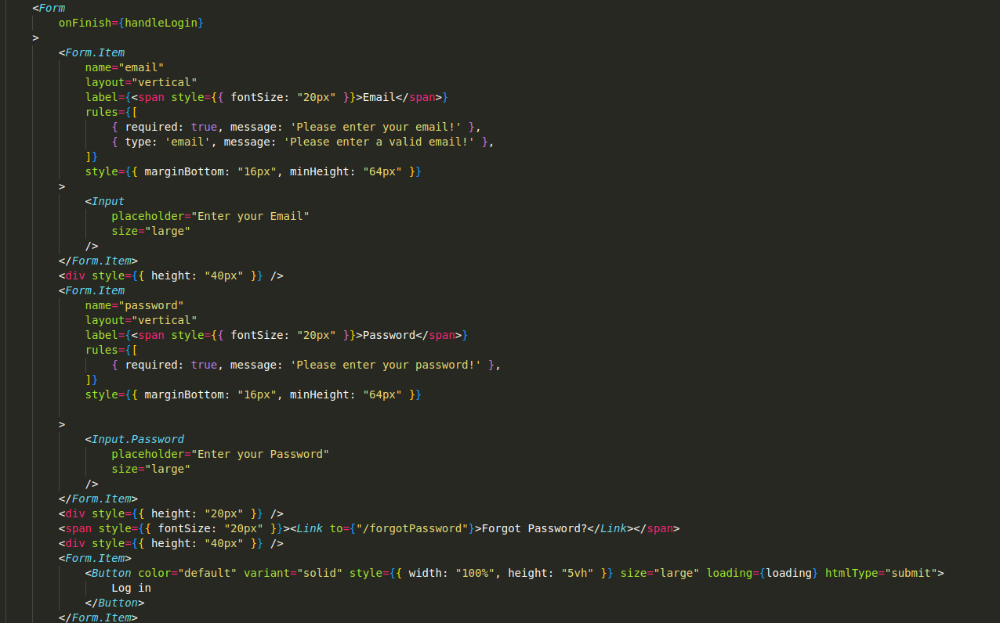 <Form
    onFinish={handleLogin}
>
    <Form.Item
        name="email"
        layout="vertical"
        label={<span style={{ fontSize: "20px" }}>Email</span>}
        rules={[
            { required: true, message: 'Please enter your email!' },
            { type: 'email', message: 'Please enter a valid email!' },
        ]}
        style={{ marginBottom: "16px", minHeight: "64px" }}
    >
        <Input
            placeholder="Enter your Email"
            size="large"
        />
    </Form.Item>
    <div style={{ height: "40px" }} />
    <Form.Item
        name="password"
        layout="vertical"
        label={<span style={{ fontSize: "20px" }}>Password</span>}
        rules={[
            { required: true, message: 'Please enter your password!' },
        ]}
        style={{ marginBottom: "16px", minHeight: "64px" }}

    >
        <Input.Password
            placeholder="Enter your Password"
            size="large"
        />
    </Form.Item>
    <div style={{ height: "20px" }} />
    <span style={{ fontSize: "20px" }}><Link to={"/forgotPassword"}>Forgot Password?</Link></span>
    <div style={{ height: "40px" }} />
    <Form.Item>
        <Button color="default" variant="solid" style={{ width: "100%", height: "5vh" }} size="large" loading={loading} htmlType="submit">
            Log in
        </Button>
    </Form.Item>